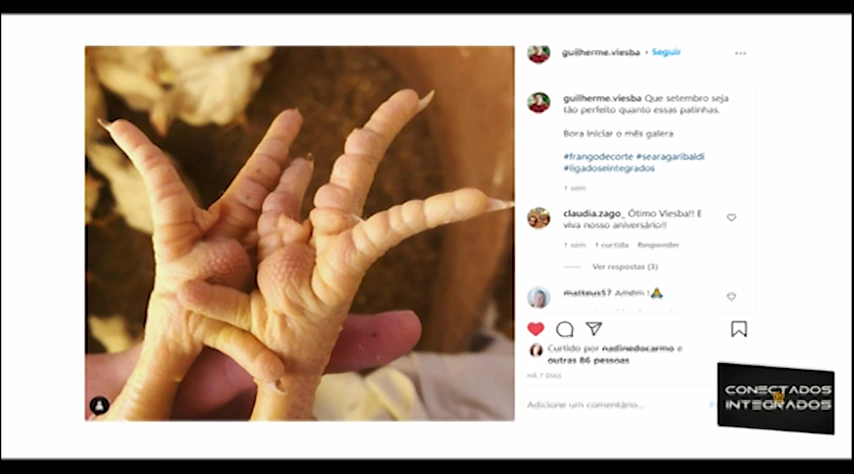 guilherme.viesba • Seguir
guilherme.viesba Que setembro seja
tão perfeito quanto essas patinhas.
Bora iniciar o mês galera
#frangodecorte #searagaribaldi
#ligadoseintegrados
1 sem
claudia.zago_ Ótimo Viesba!! E
viva nosso aniversário!!
1 sem 1 curtida Responder
Ver respostas (3)
matteus57 Amém !🙏
Curtido por nadinedocarmo e
outras 86 pessoas
HÁ 7 DIAS
Adicione um comentário...
CONECTADOS
INTEGRADOS